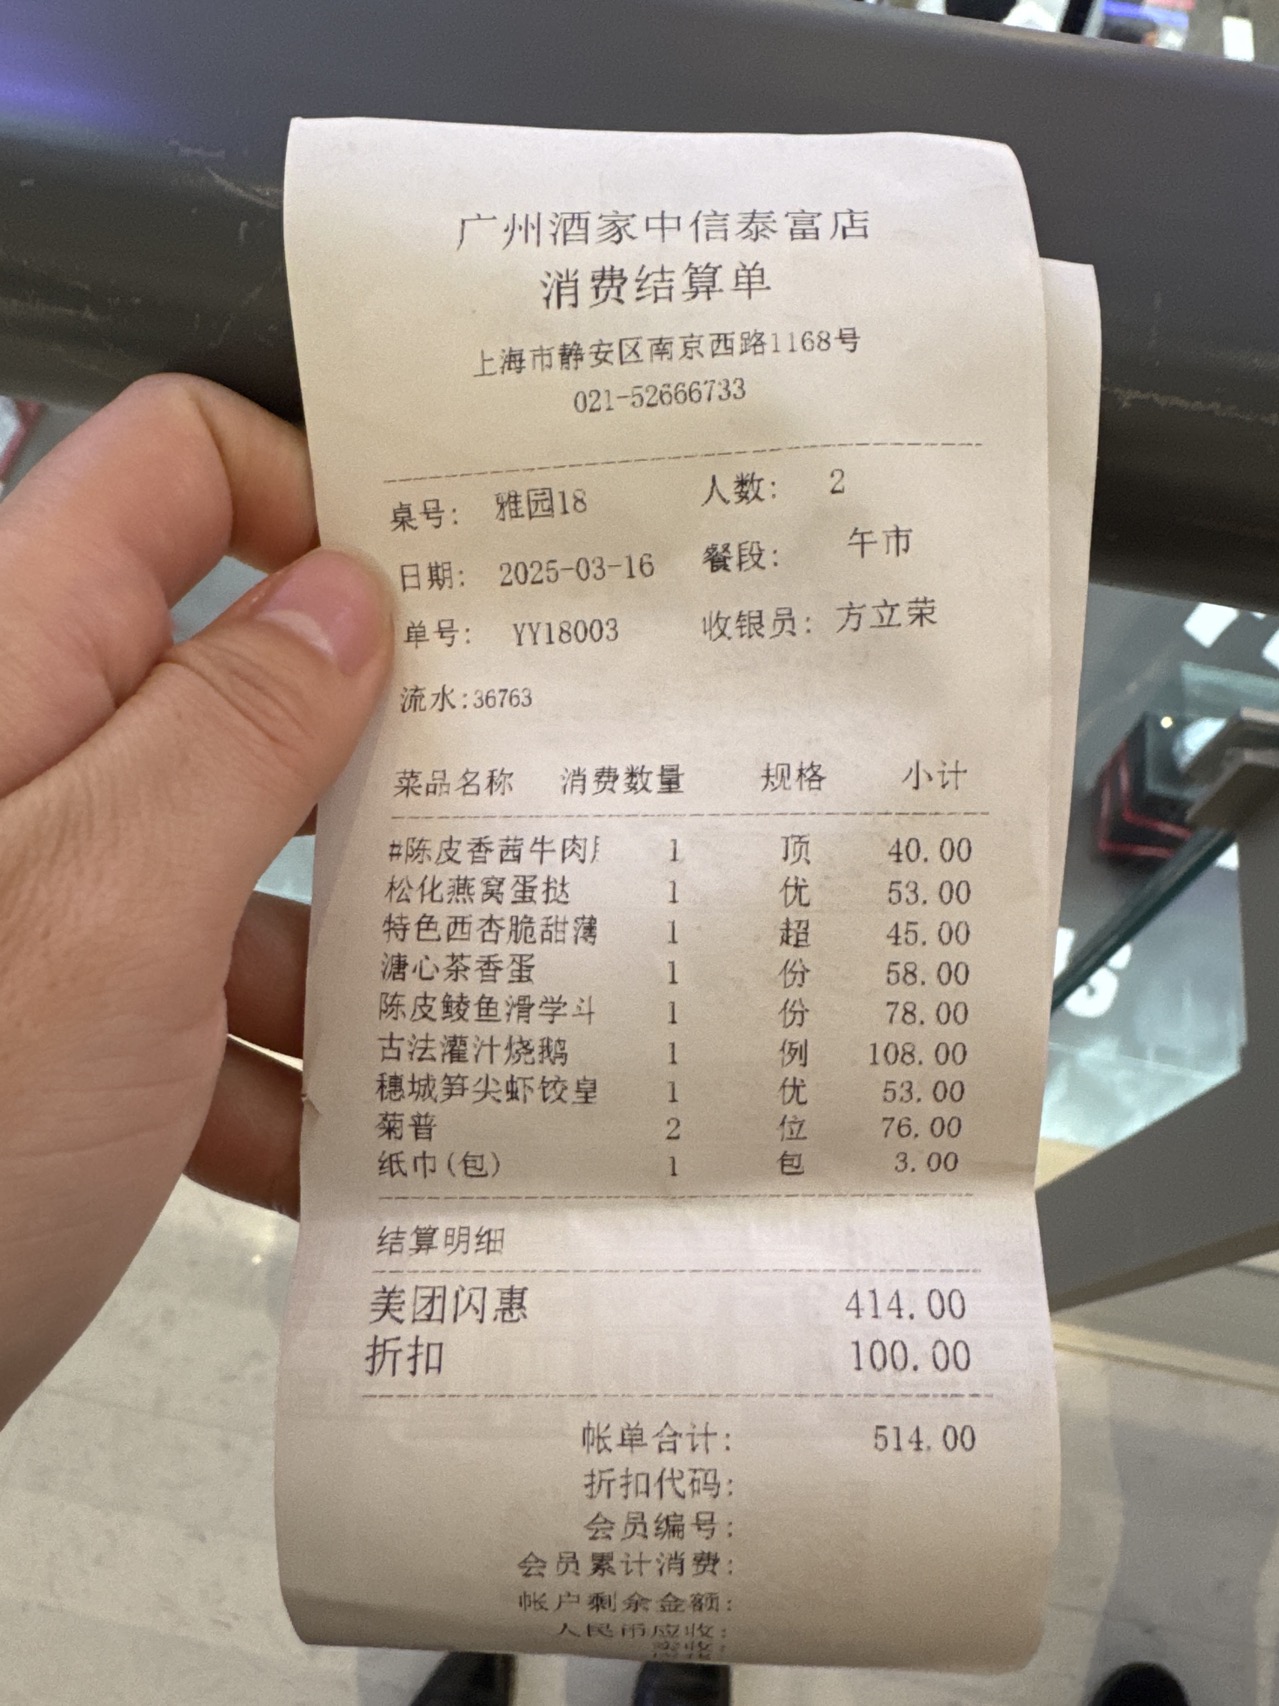 广州酒家中信泰富店
消费结算单
上海市静安区南京西路1168号
021-52666733
桌号: 雅园18 人数: 2
日期: 2025-03-16 餐段: 午市
单号: YY18003 收银员: 方立荣
流水:36763
菜品名称 消费数量 规格 小计
#陈皮香茜牛肉 1 顶 40.00
松化燕窝蛋挞 1 优 53.00
特色西杏脆甜薄 1 超 45.00
溏心茶香蛋 1 份 58.00
陈皮鲮鱼滑学斗 1 份 78.00
古法灌汁烧鹅 1 例 108.00
穗城笋尖虾饺皇 1 优 53.00
菊普 2 位 76.00
纸巾(包) 1 包 3.00
结算明细
美团闪惠 414.00
折扣 100.00
帐单合计: 514.00
折扣代码:
会员编号:
会员累计消费:
帐户剩余金额:
人民币应收: